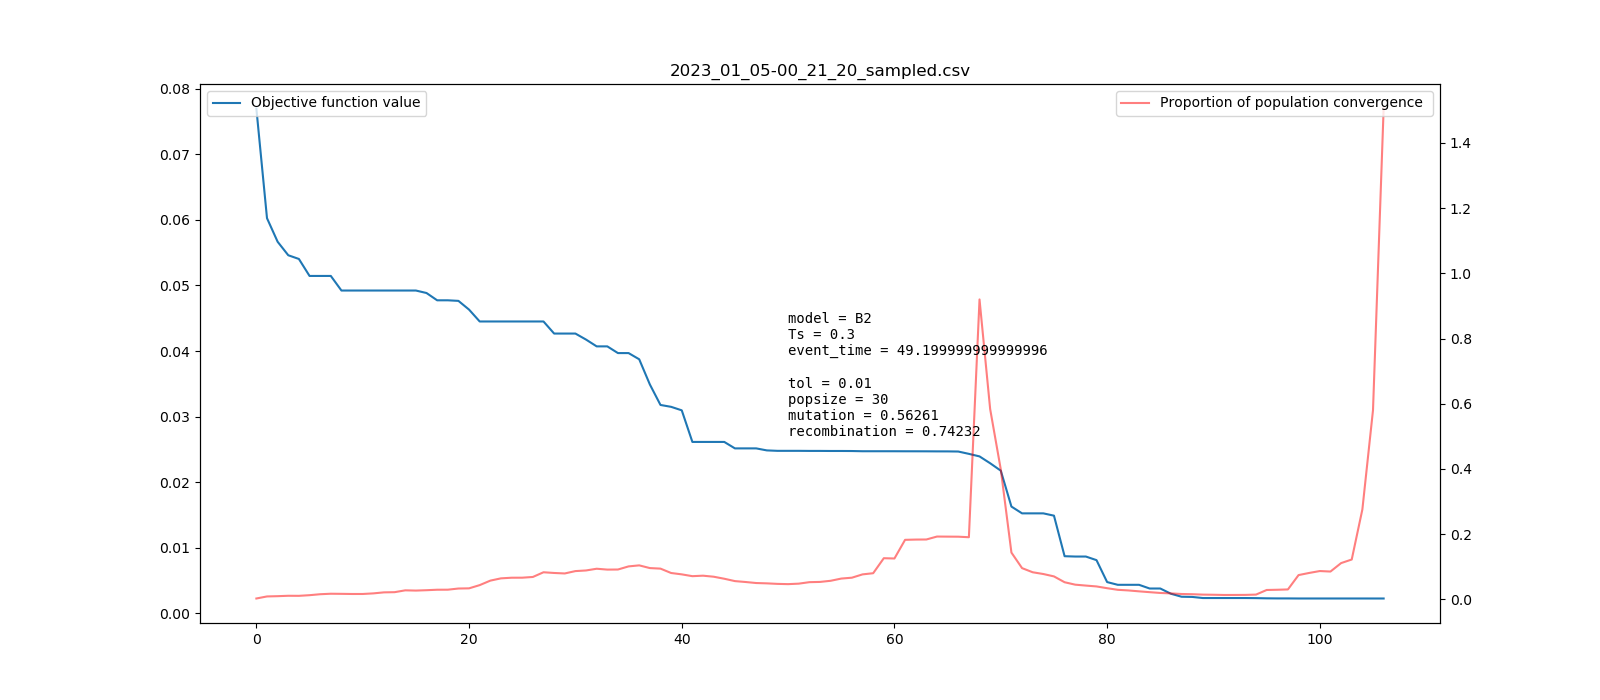 2023_01_05-00_21_20_sampled.csv
Objective function value
Proportion of population convergence
0.08
0.07
0.06
0.05
0.04
0.03
0.02
0.01
0.00
1.4
1.2
1.0
0.8
0.6
0.4
0.2
0.0
model = B2
Ts = 0.3
event_time = 49.199999999999996
tol = 0.01
popsize = 30
mutation = 0.56261
recombination = 0.74232
0 20 40 60 80 100